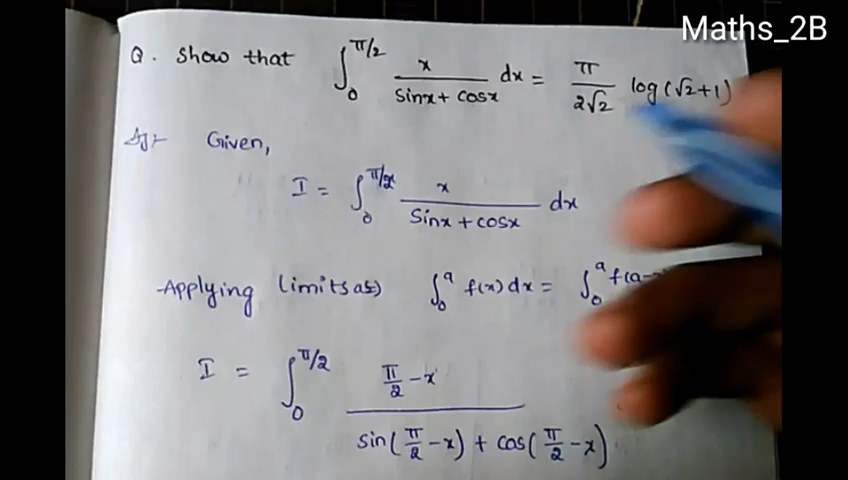 Maths_2B
Q. Show that ∫₀^π/2 x / (sinx + cosx) dx = π / (2√2) log(√2+1)
Given,
I = ∫₀^π/2 x / (Sinx + cosx) dx
Applying limits as) ∫₀^a f(x) dx = ∫₀^a f(a-
I = ∫₀^π/2 (π/2 - x) / (sin(π/2 - x) + cos(π/2 - x))